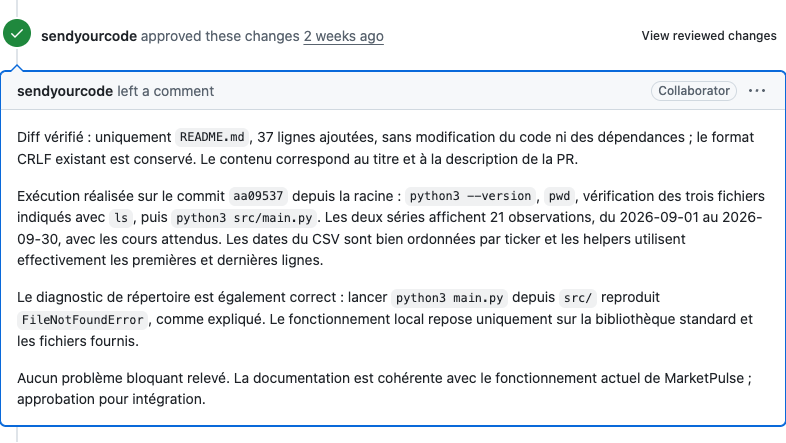 sendyourcode approved these changes 2 weeks ago
View reviewed changes
sendyourcode left a comment
Collaborator
Diff vérifié : uniquement README.md, 37 lignes ajoutées, sans modification du code ni des dépendances ; le format
CRLF existant est conservé. Le contenu correspond au titre et à la description de la PR.
Exécution réalisée sur le commit aa09537 depuis la racine : python3 --version, pwd, vérification des trois fichiers
indiqués avec ls, puis python3 src/main.py. Les deux séries affichent 21 observations, du 2026-09-01 au 2026-
09-30, avec les cours attendus. Les dates du CSV sont bien ordonnées par ticker et les helpers utilisent
effectivement les premières et dernières lignes.
Le diagnostic de répertoire est également correct : lancer python3 main.py depuis src/ reproduit
FileNotFoundError, comme expliqué. Le fonctionnement local repose uniquement sur la bibliothèque standard et
les fichiers fournis.
Aucun problème bloquant relevé. La documentation est cohérente avec le fonctionnement actuel de MarketPulse ;
approbation pour intégration.